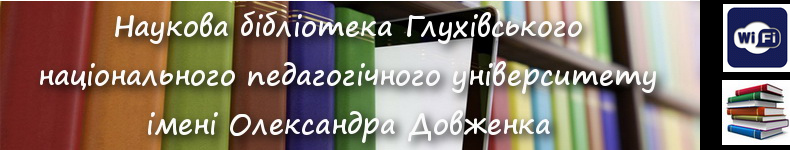 Наукова бібліотека Глухівського
національного педагогічного університету
імені Олександра Довженка
Wi Fi